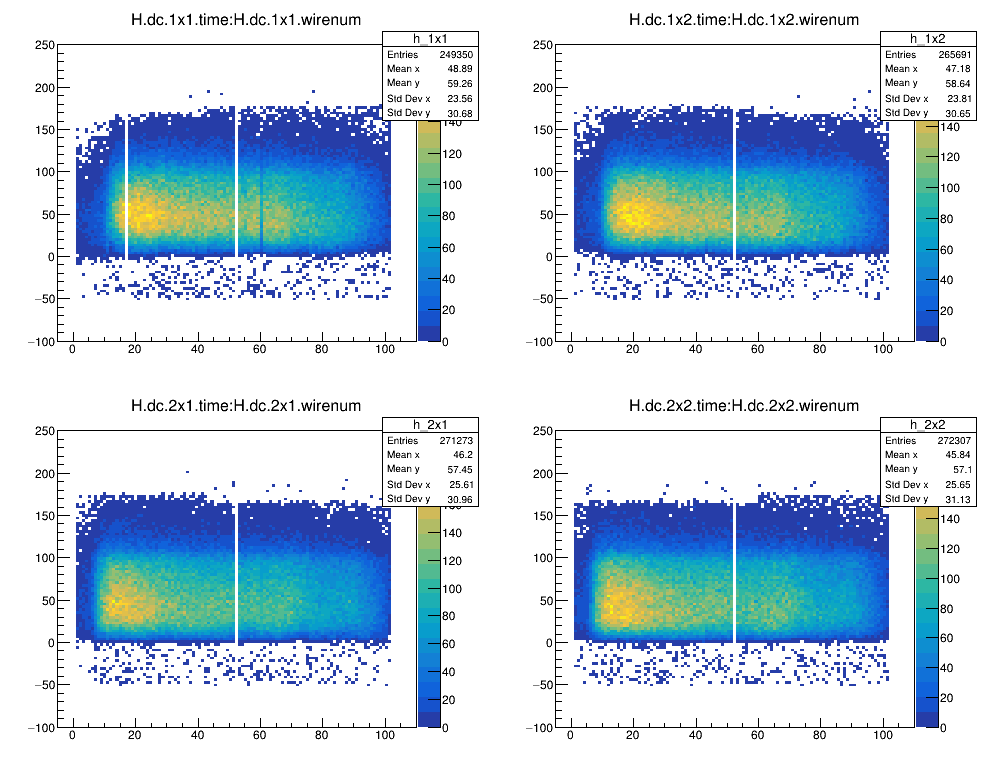 H.dc.1x1.time:H.dc.1x1.wirenum
h_1x1
Entries 249350
Mean x 48.89
Mean y 59.26
Std Dev x 23.56
Std Dev y 30.68
250
200
150
100
50
0
−50
−100
0 20 40 60 80 100
140
120
100
80
60
40
20
0
H.dc.1x2.time:H.dc.1x2.wirenum
h_1x2
Entries 265691
Mean x 47.18
Mean y 58.64
Std Dev x 23.81
Std Dev y 30.65
250
200
150
100
50
0
−50
−100
0 20 40 60 80 100
140
120
100
80
60
40
20
0
H.dc.2x1.time:H.dc.2x1.wirenum
h_2x1
Entries 271273
Mean x 46.2
Mean y 57.45
Std Dev x 25.61
Std Dev y 30.96
250
200
150
100
50
0
−50
−100
0 20 40 60 80 100
160
140
120
100
80
60
40
20
0
H.dc.2x2.time:H.dc.2x2.wirenum
h_2x2
Entries 272307
Mean x 45.84
Mean y 57.1
Std Dev x 25.65
Std Dev y 31.13
250
200
150
100
50
0
−50
−100
0 20 40 60 80 100
140
120
100
80
60
40
20
0